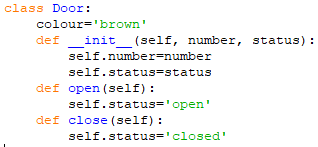 class Door:
    colour='brown'
    def __init__(self, number, status):
        self.number=number
        self.status=status
    def open(self):
        self.status='open'
    def close(self):
        self.status='closed'